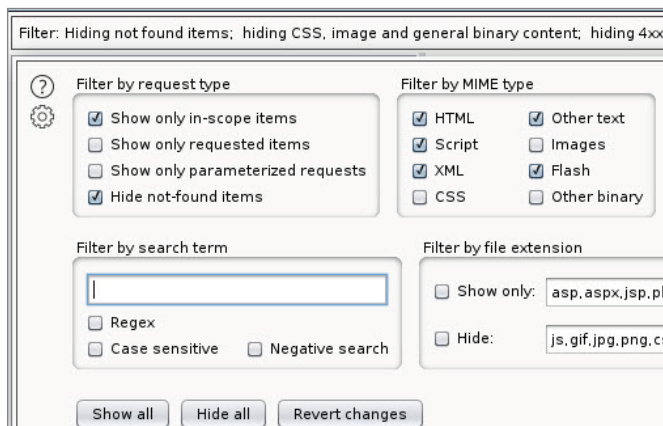 Filter: Hiding not found items; hiding CSS, image and general binary content; hiding 4xx
Filter by request type
Show only in-scope items
Show only requested items
Show only parameterized requests
Hide not-found items
Filter by MIME type
HTML Other text
Script Images
XML Flash
CSS Other binary
Filter by search term
Regex
Case sensitive Negative search
Filter by file extension
Show only: asp,aspx,jsp,p
Hide: js,gif,jpg,png,c
Show all Hide all Revert changes